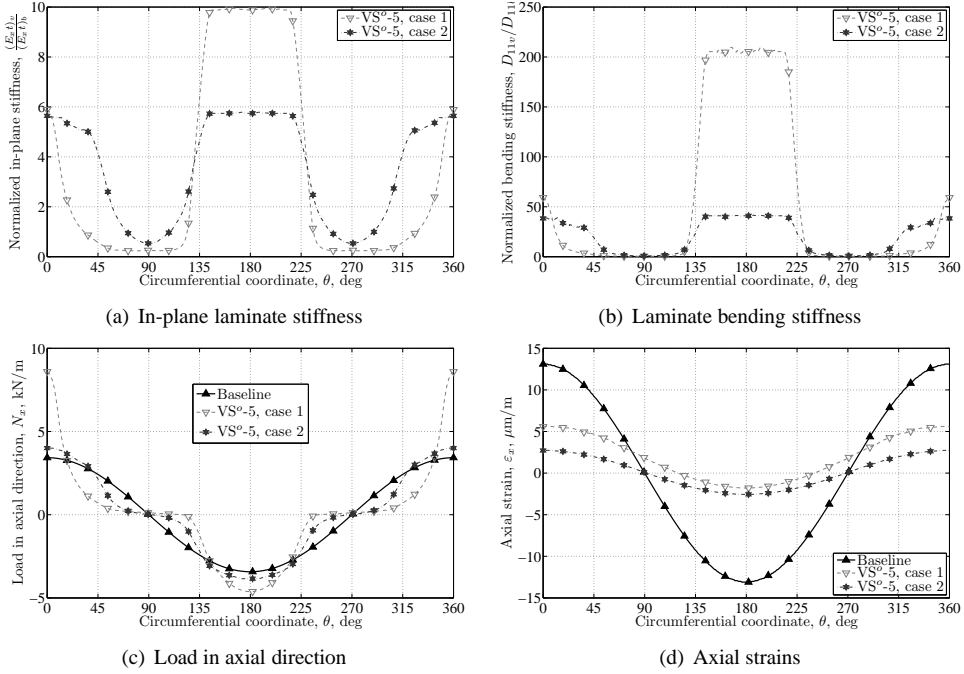 Normalized in-plane stiffness, (E_x t)_v / (E_x t)_b
10
8
6
4
2
0
0 45 90 135 180 225 270 315 360
Circumferential coordinate, θ, deg
VS^o-5, case 1
VS^o-5, case 2
(a) In-plane laminate stiffness
Normalized bending stiffness, D_{11v}/D_{11
200
150
100
50
0
0 45 90 135 180 225 270 315 360
Circumferential coordinate, θ, deg
VS^o-5, case 1
VS^o-5, case 2
(b) Laminate bending stiffness
Load in axial direction, N_x, kN/m
10
5
0
−5
0 45 90 135 180 225 270 315 360
Circumferential coordinate, θ, deg
Baseline
VS^o-5, case 1
VS^o-5, case 2
(c) Load in axial direction
Axial strain, ε_x, μm/m
15
10
5
0
−5
−10
−15
0 45 90 135 180 225 270 315 360
Circumferential coordinate, θ, deg
Baseline
VS^o-5, case 1
VS^o-5, case 2
(d) Axial strains